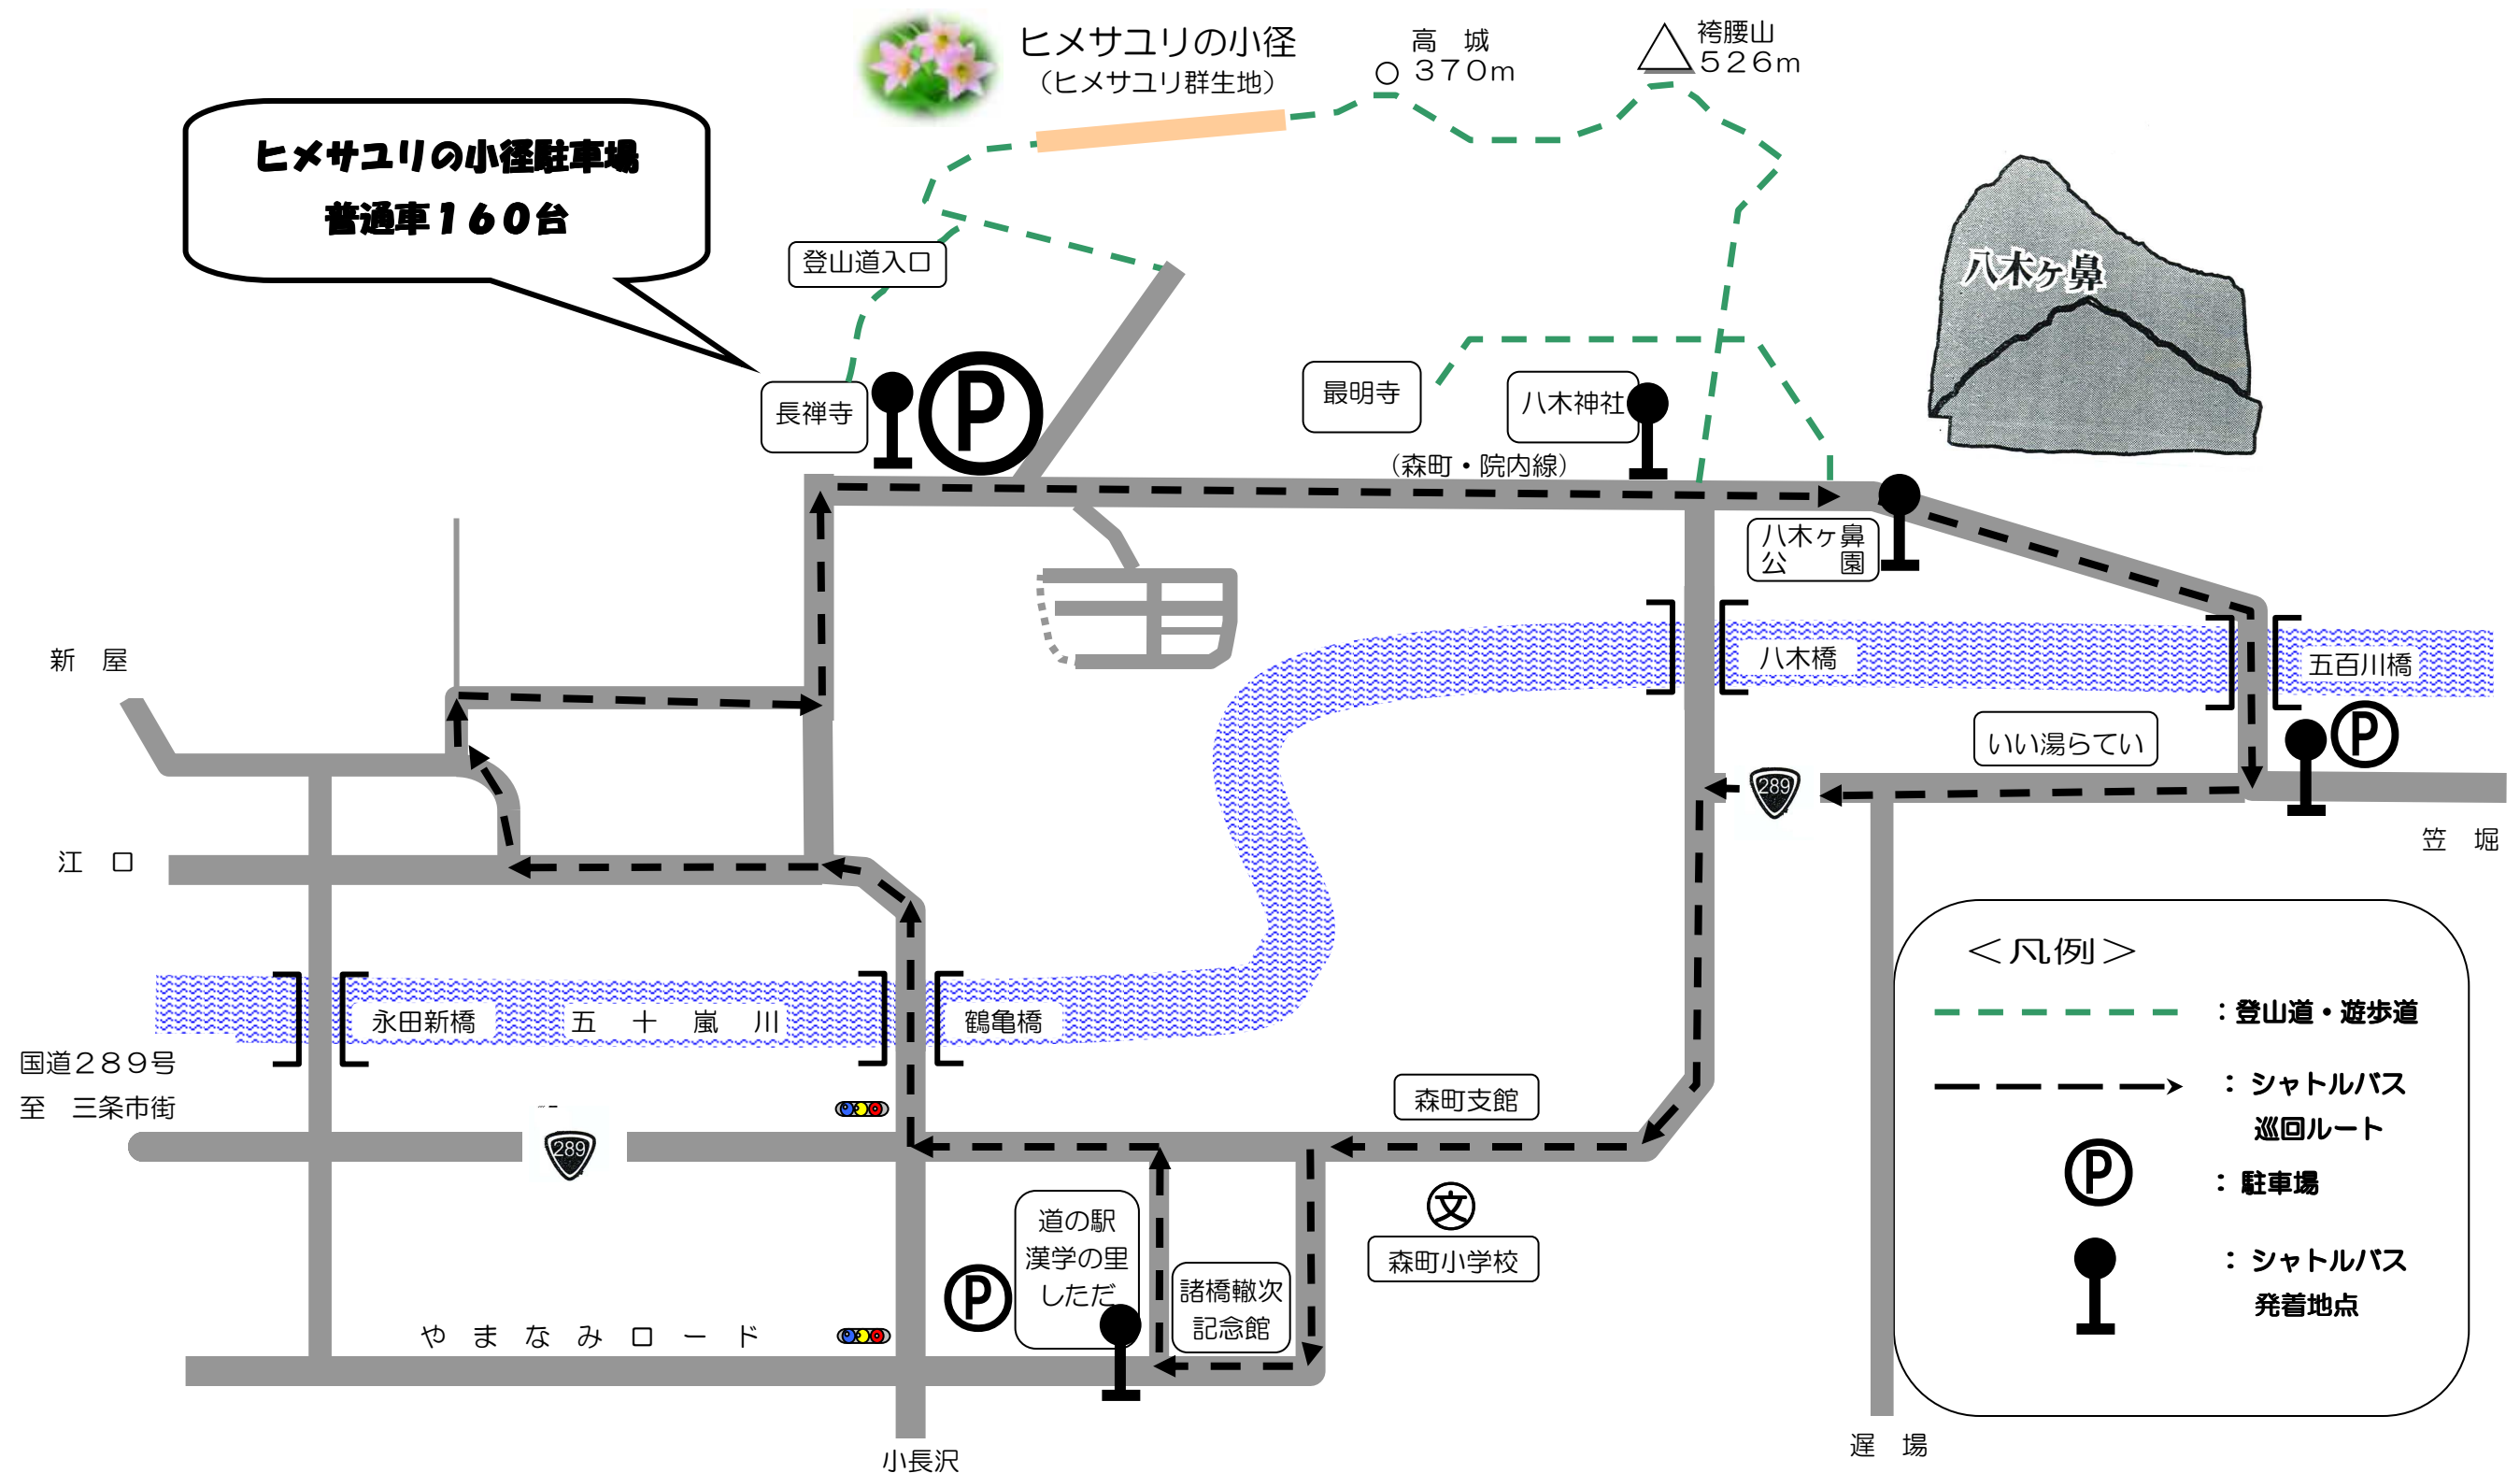 ヒメサユリの小径
（ヒメサユリ群生地）
高　城
３７０ｍ
袴腰山
５２６ｍ
ヒメサユリの小径駐車場
普通車１６０台
八木ヶ鼻
登山道入口
長禅寺
P
最明寺
八木神社
（森町・院内線）
八木ヶ鼻
公　　園
新　屋
八木橋
五百川橋
いい湯らてい
P
289
江　口
笠　堀
永田新橋
五　十　嵐　川
鶴亀橋
国道２８９号
至　三条市街
289
森町支館
文
森町小学校
道の駅
漢学の里
しただ
P
諸橋轍次
記念館
やまなみロード
小長沢
遅　場
＜凡例＞
：登山道・遊歩道
：シャトルバス
巡回ルート
P
：駐車場
：シャトルバス
発着地点